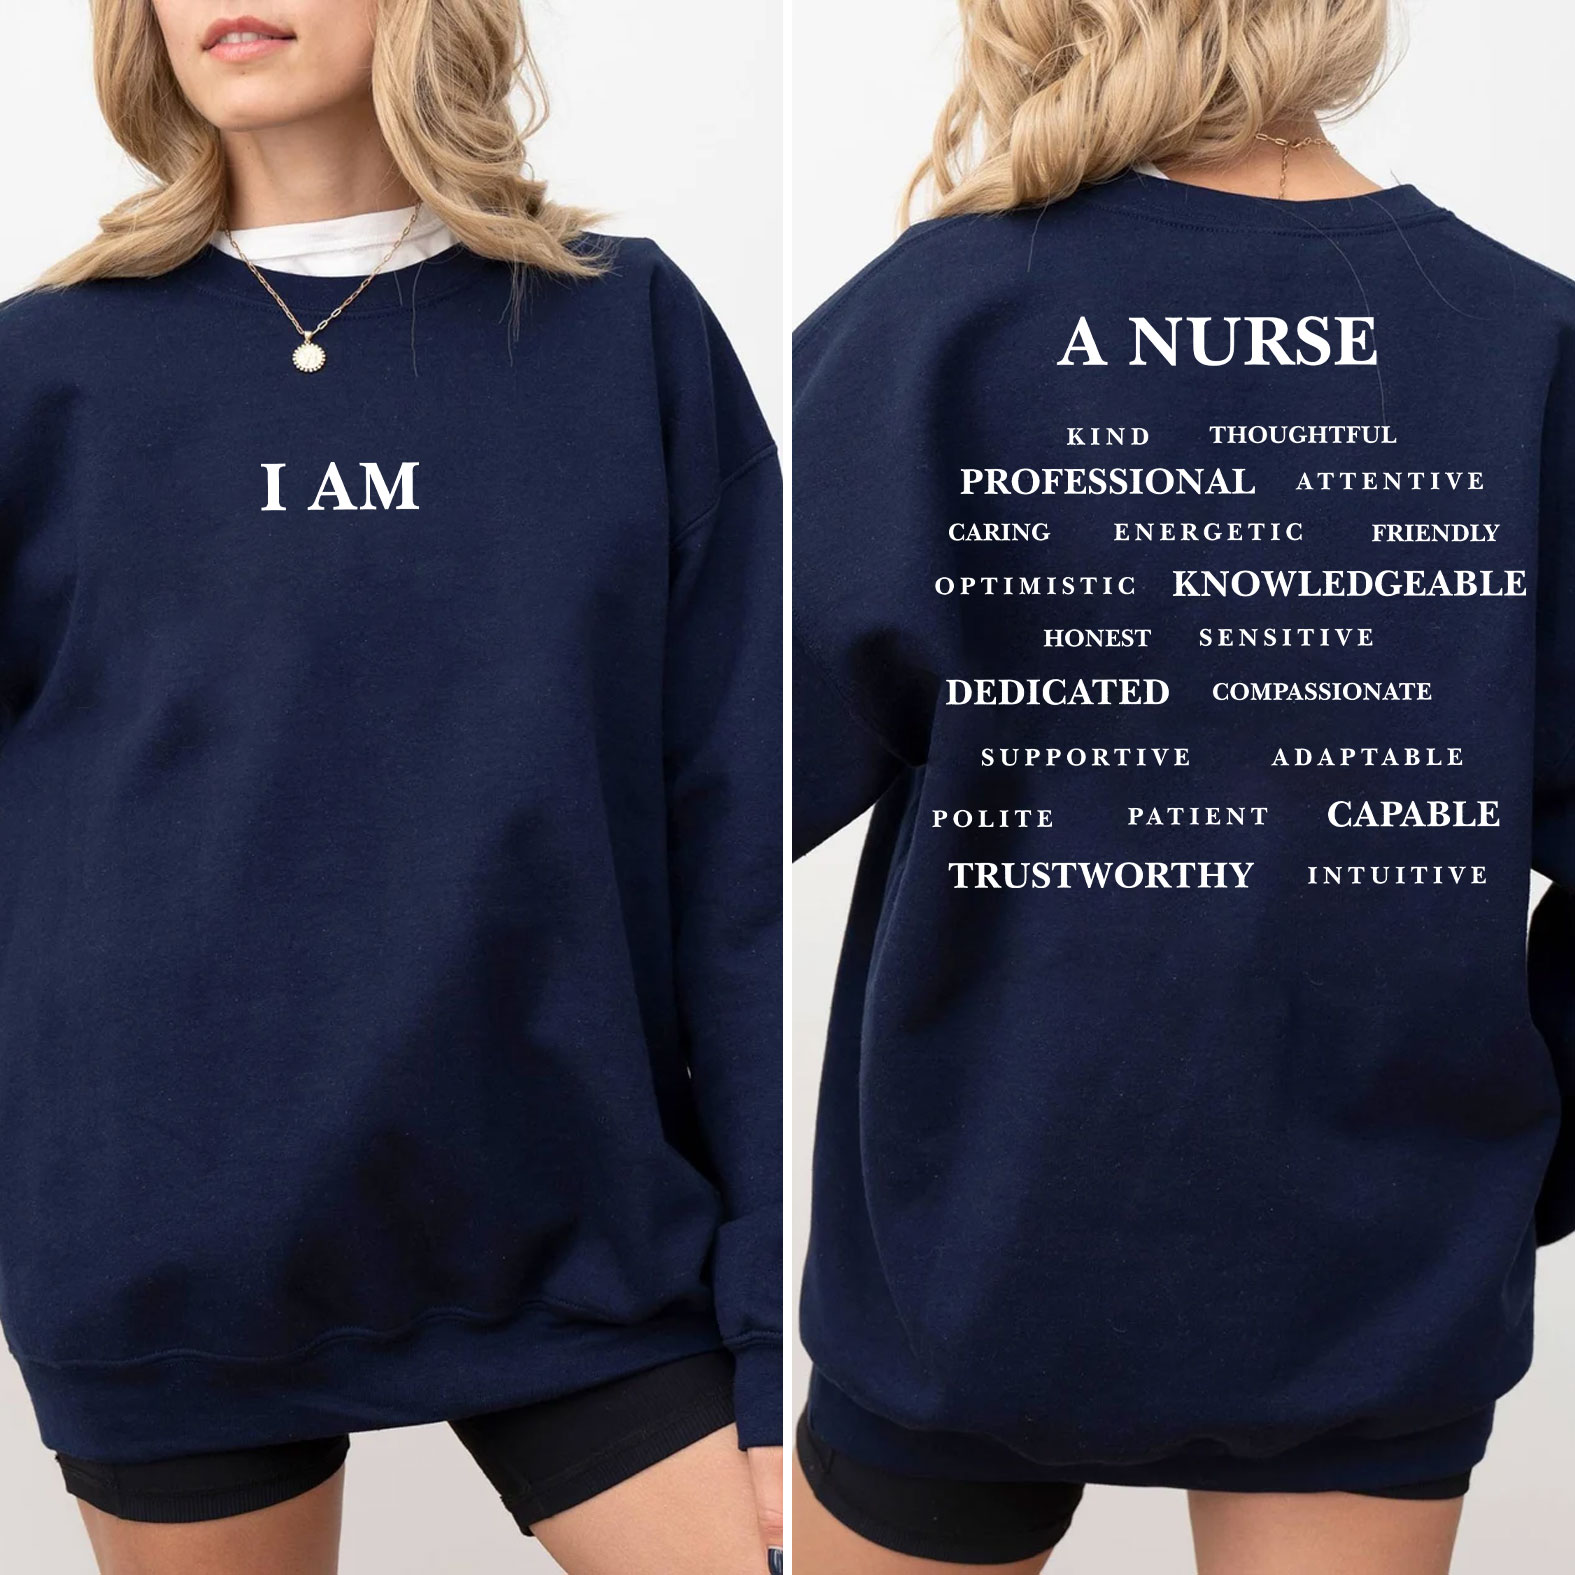 I AM
A NURSE
KIND THOUGHTFUL
PROFESSIONAL ATTENTIVE
CARING ENERGETIC FRIENDLY
OPTIMISTIC KNOWLEDGEABLE
HONEST SENSITIVE
DEDICATED COMPASSIONATE
SUPPORTIVE ADAPTABLE
POLITE PATIENT CAPABLE
TRUSTWORTHY INTUITIVE